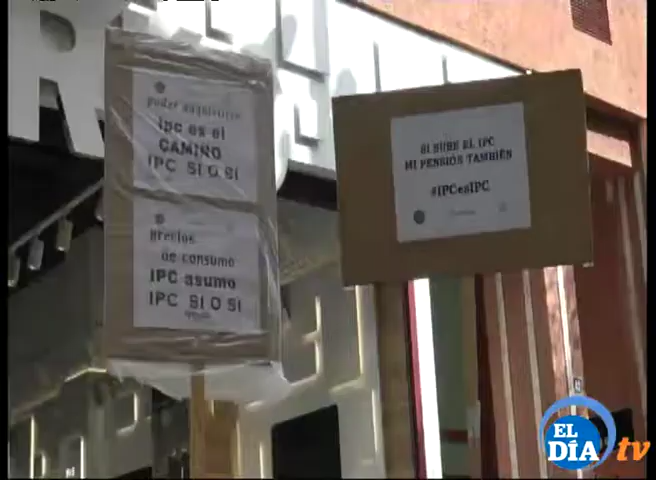 poder adquisitivo
ipc es el
CAMINO
IPC SI O SI
precios
de consumo
IPC asumo
IPC SI O SI
SI SUBE EL IPC
MI PENSIÓN TAMBIÉN
#IPCesIPC
EL
DÍA tv